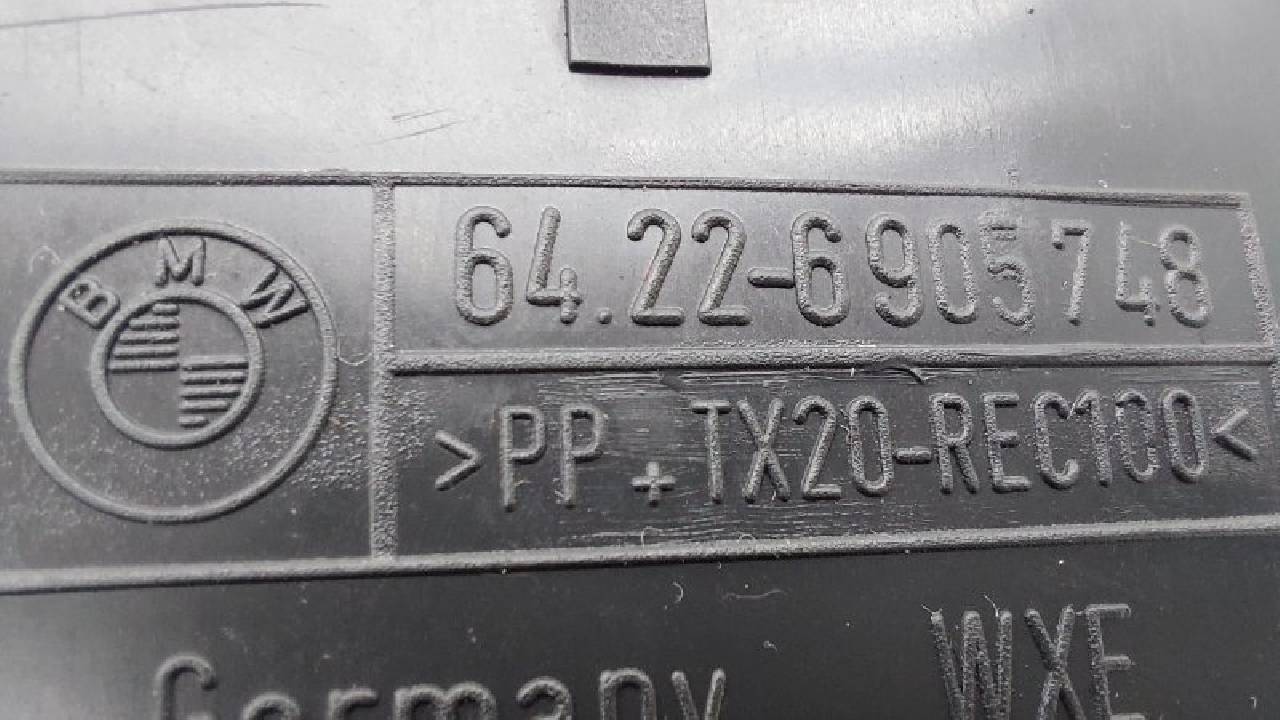 BMW
64.22-6905748
>PP+TX20-REC100<
Germany WXE